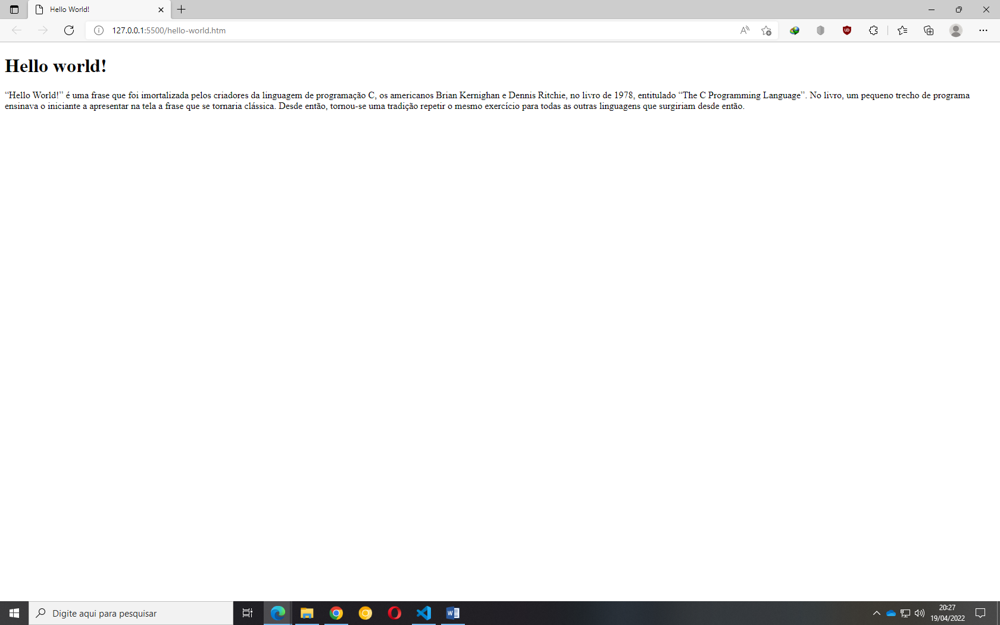 Hello World!
127.0.0.1:5500/hello-world.htm
Hello world!
“Hello World!” é uma frase que foi imortalizada pelos criadores da linguagem de programação C, os americanos Brian Kernighan e Dennis Ritchie, no livro de 1978, entitulado “The C Programming Language”. No livro, um pequeno trecho de programa
ensinava o iniciante a apresentar na tela a frase que se tornaria clássica. Desde então, tornou-se uma tradição repetir o mesmo exercício para todas as outras linguagens que surgiriam desde então.
Digite aqui para pesquisar
20:27
19/04/2022